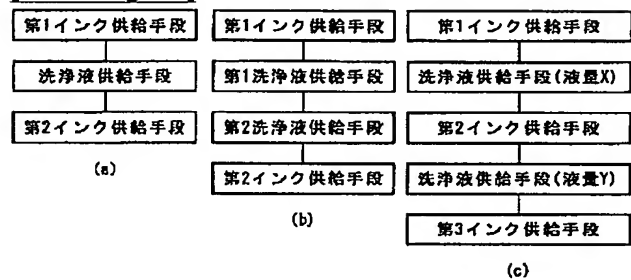 第1インク供給手段
洗浄液供給手段
第2インク供給手段
(a)
第1インク供給手段
第1洗浄液供給手段
第2洗浄液供給手段
第2インク供給手段
(b)
第1インク供給手段
洗浄液供給手段(液量X)
第2インク供給手段
洗浄液供給手段(液量Y)
第3インク供給手段
(c)